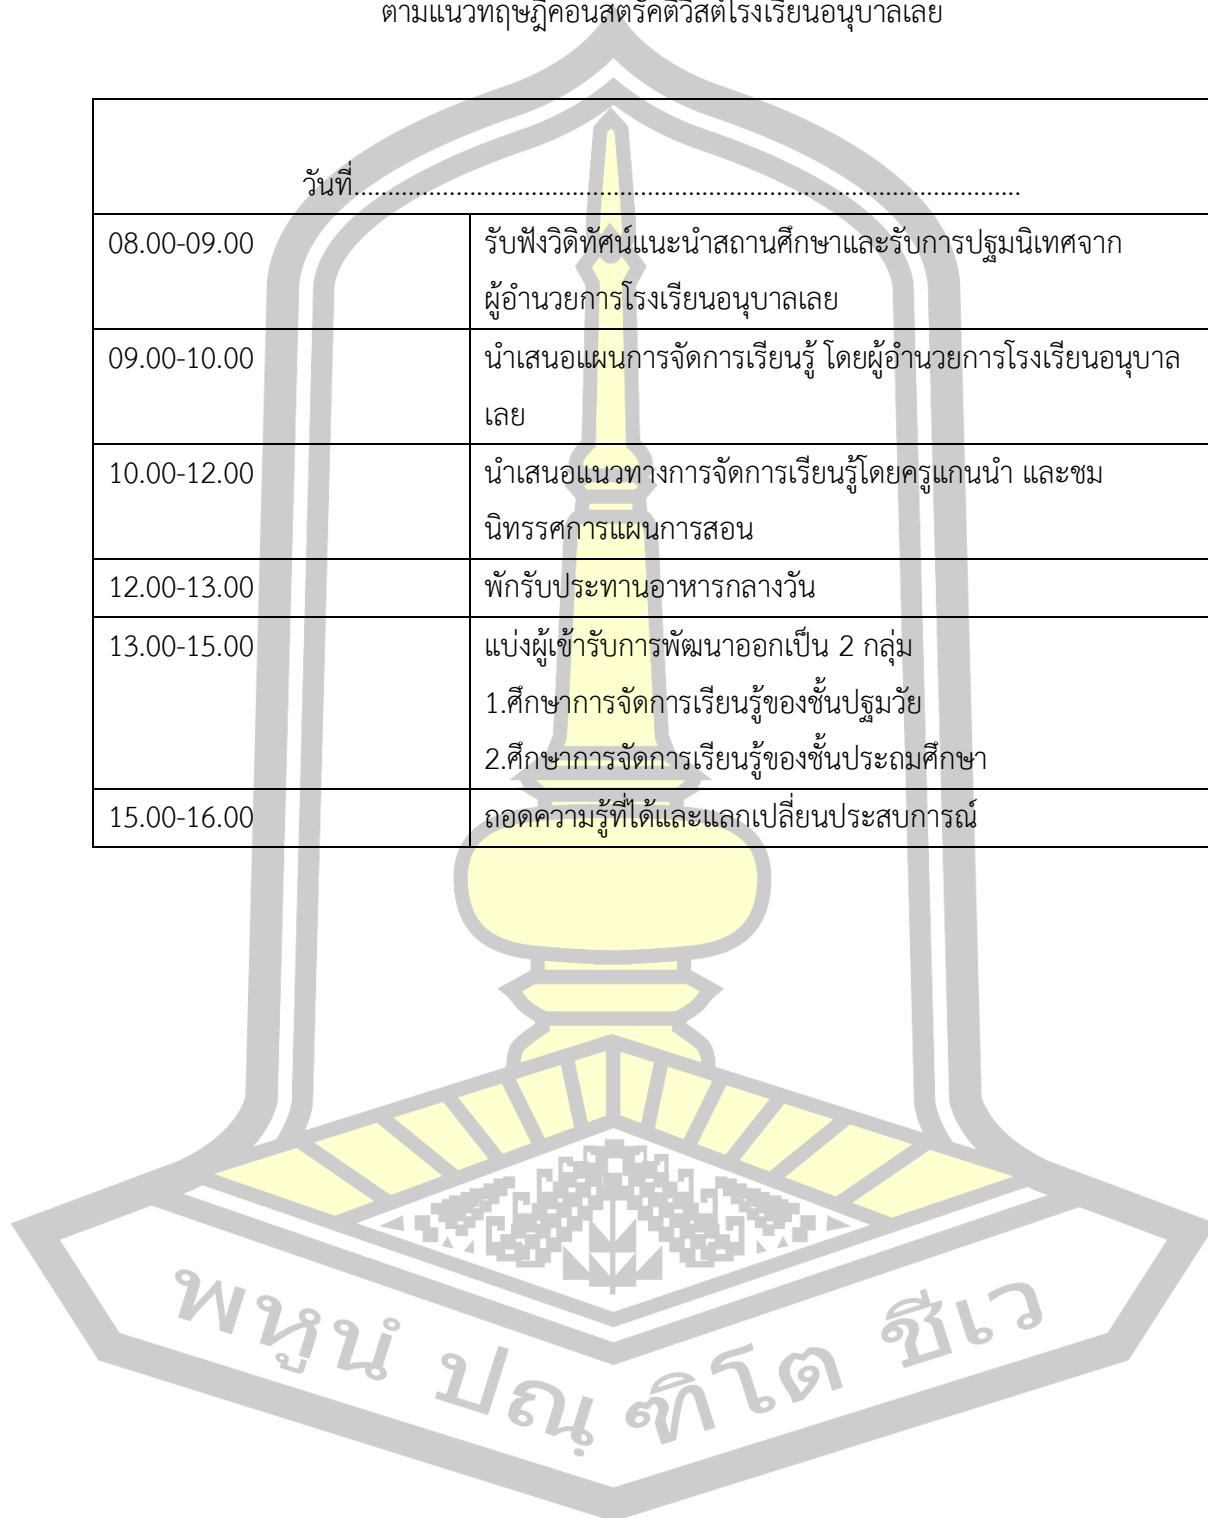 ตามแนวทฤษฎีคอนสตรัคติวิสต์โรงเรียนอนุบาลเลย
วันที่....................................................................................................
08.00-09.00 รับฟังวิดิทัศน์แนะนำสถานศึกษาและรับการปฐมนิเทศจาก
ผู้อำนวยการโรงเรียนอนุบาลเลย
09.00-10.00 นำเสนอแผนการจัดการเรียนรู้ โดยผู้อำนวยการโรงเรียนอนุบาล
เลย
10.00-12.00 นำเสนอแนวทางการจัดการเรียนรู้โดยครูแกนนำ และชม
นิทรรศการแผนการสอน
12.00-13.00 พักรับประทานอาหารกลางวัน
13.00-15.00 แบ่งผู้เข้ารับการพัฒนาออกเป็น 2 กลุ่ม
1.ศึกษาการจัดการเรียนรู้ของชั้นปฐมวัย
2.ศึกษาการจัดการเรียนรู้ของชั้นประถมศึกษา
15.00-16.00 ถอดความรู้ที่ได้และแลกเปลี่ยนประสบการณ์
พหูนํ ปณฺฑิโต ชีเว